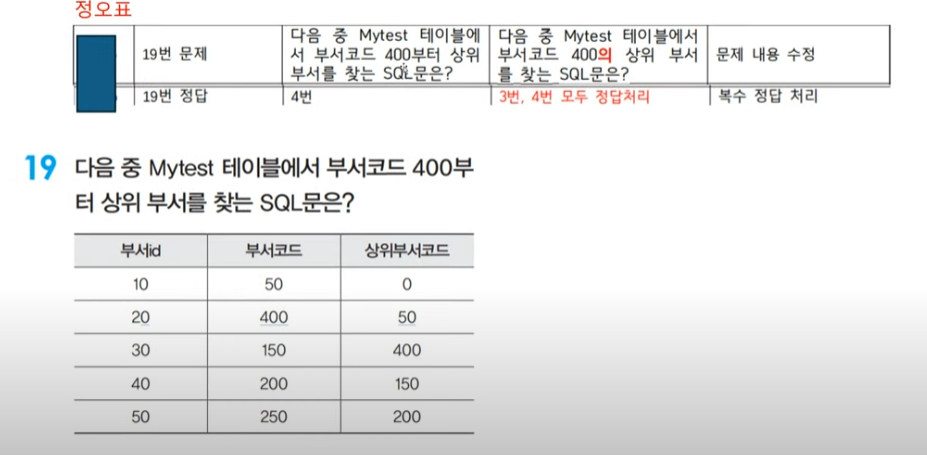 정오표
19번 문제
다음 중 Mytest 테이블에
서 부서코드 400부터 상위
부서를 찾는 SQL문은?
다음 중 Mytest 테이블에서
부서코드 400의 상위 부서
를 찾는 SQL문은?
문제 내용 수정
19번 정답
4번
3번, 4번 모두 정답처리
복수 정답 처리
19 다음 중 Mytest 테이블에서 부서코드 400부
터 상위 부서를 찾는 SQL문은?
부서id 부서코드 상위부서코드
10 50 0
20 400 50
30 150 400
40 200 150
50 250 200